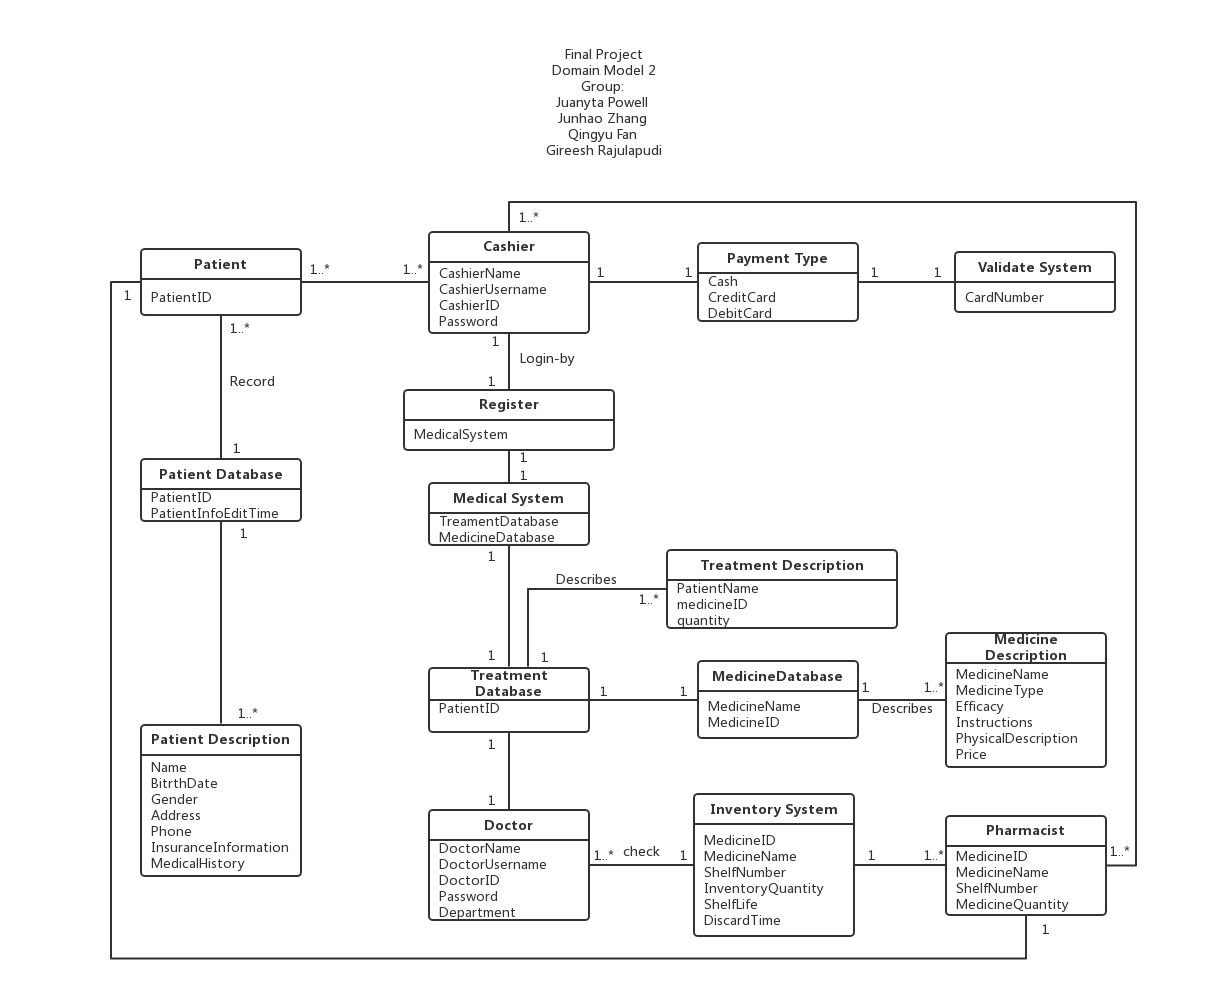 Final Project
Domain Model 2
Group:
Juanyta Powell
Junhao Zhang
Qingyu Fan
Gireesh Rajulapudi
1..*
Patient
PatientID
1..*
1..*
Cashier
CashierName
CashierUsername
CashierID
Password
1
1
Payment Type
Cash
CreditCard
DebitCard
1
1
Validate System
CardNumber
1
1..*
Record
1
1
Login-by
1
Register
MedicalSystem
1
1
Patient Database
PatientID
PatientInfoEditTime
1
Medical System
TreamentDatabase
MedicineDatabase
1
Describes
1..*
Treatment Description
PatientName
medicineID
quantity
1
1
Treatment
Database
PatientID
1
1
MedicineDatabase
MedicineName
MedicineID
1
1..*
Describes
Medicine
Description
MedicineName
MedicineType
Efficacy
Instructions
PhysicalDescription
Price
1..*
Patient Description
Name
BitrthDate
Gender
Address
Phone
InsuranceInformation
MedicalHistory
1
1
Doctor
DoctorName
DoctorUsername
DoctorID
Password
Department
1..*
check
1
Inventory System
MedicineID
MedicineName
ShelfNumber
InventoryQuantity
ShelfLife
DiscardTime
1
1..*
Pharmacist
MedicineID
MedicineName
ShelfNumber
MedicineQuantity
1..*
1